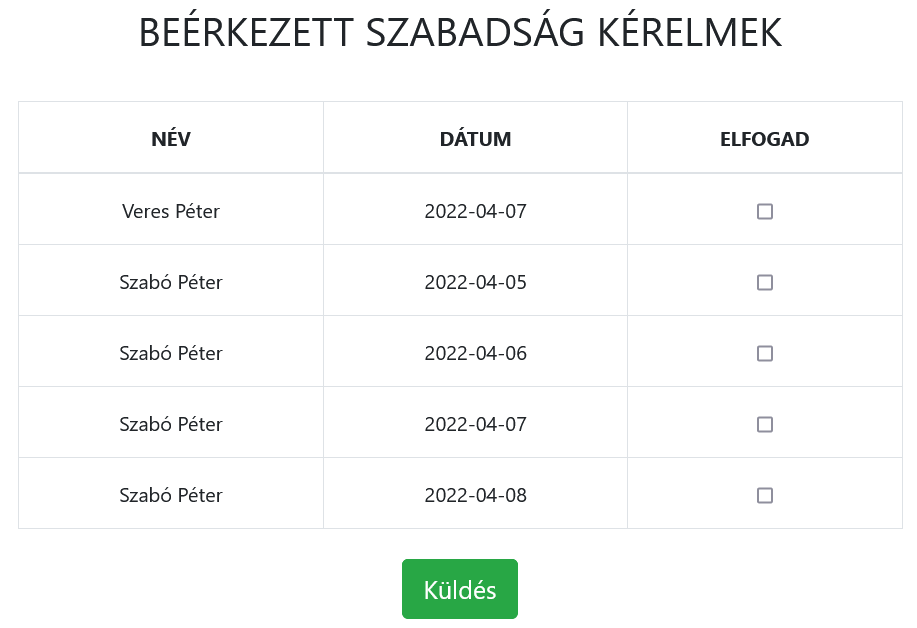 BEÉRKEZETT SZABADSÁG KÉRELMEK
NÉV DÁTUM ELFOGAD
Veres Péter 2022-04-07
Szabó Péter 2022-04-05
Szabó Péter 2022-04-06
Szabó Péter 2022-04-07
Szabó Péter 2022-04-08
Küldés